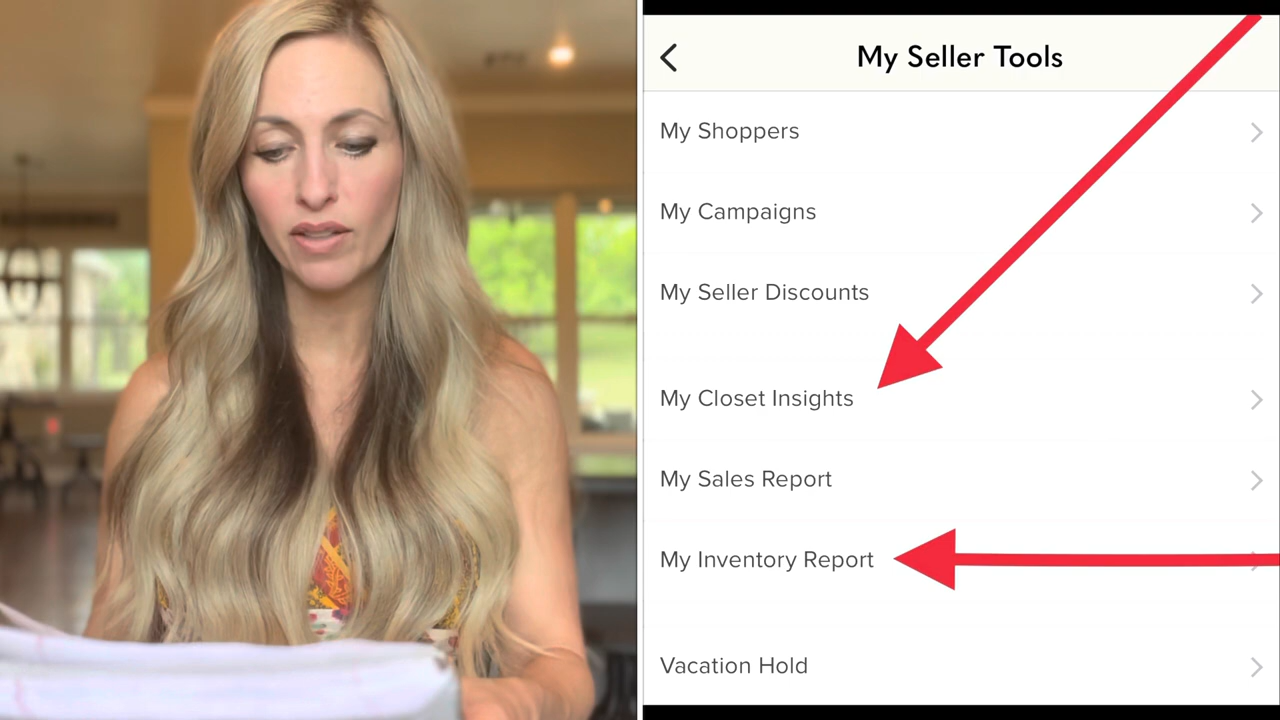 My Seller Tools
My Shoppers
My Campaigns
My Seller Discounts
My Closet Insights
My Sales Report
My Inventory Report
Vacation Hold